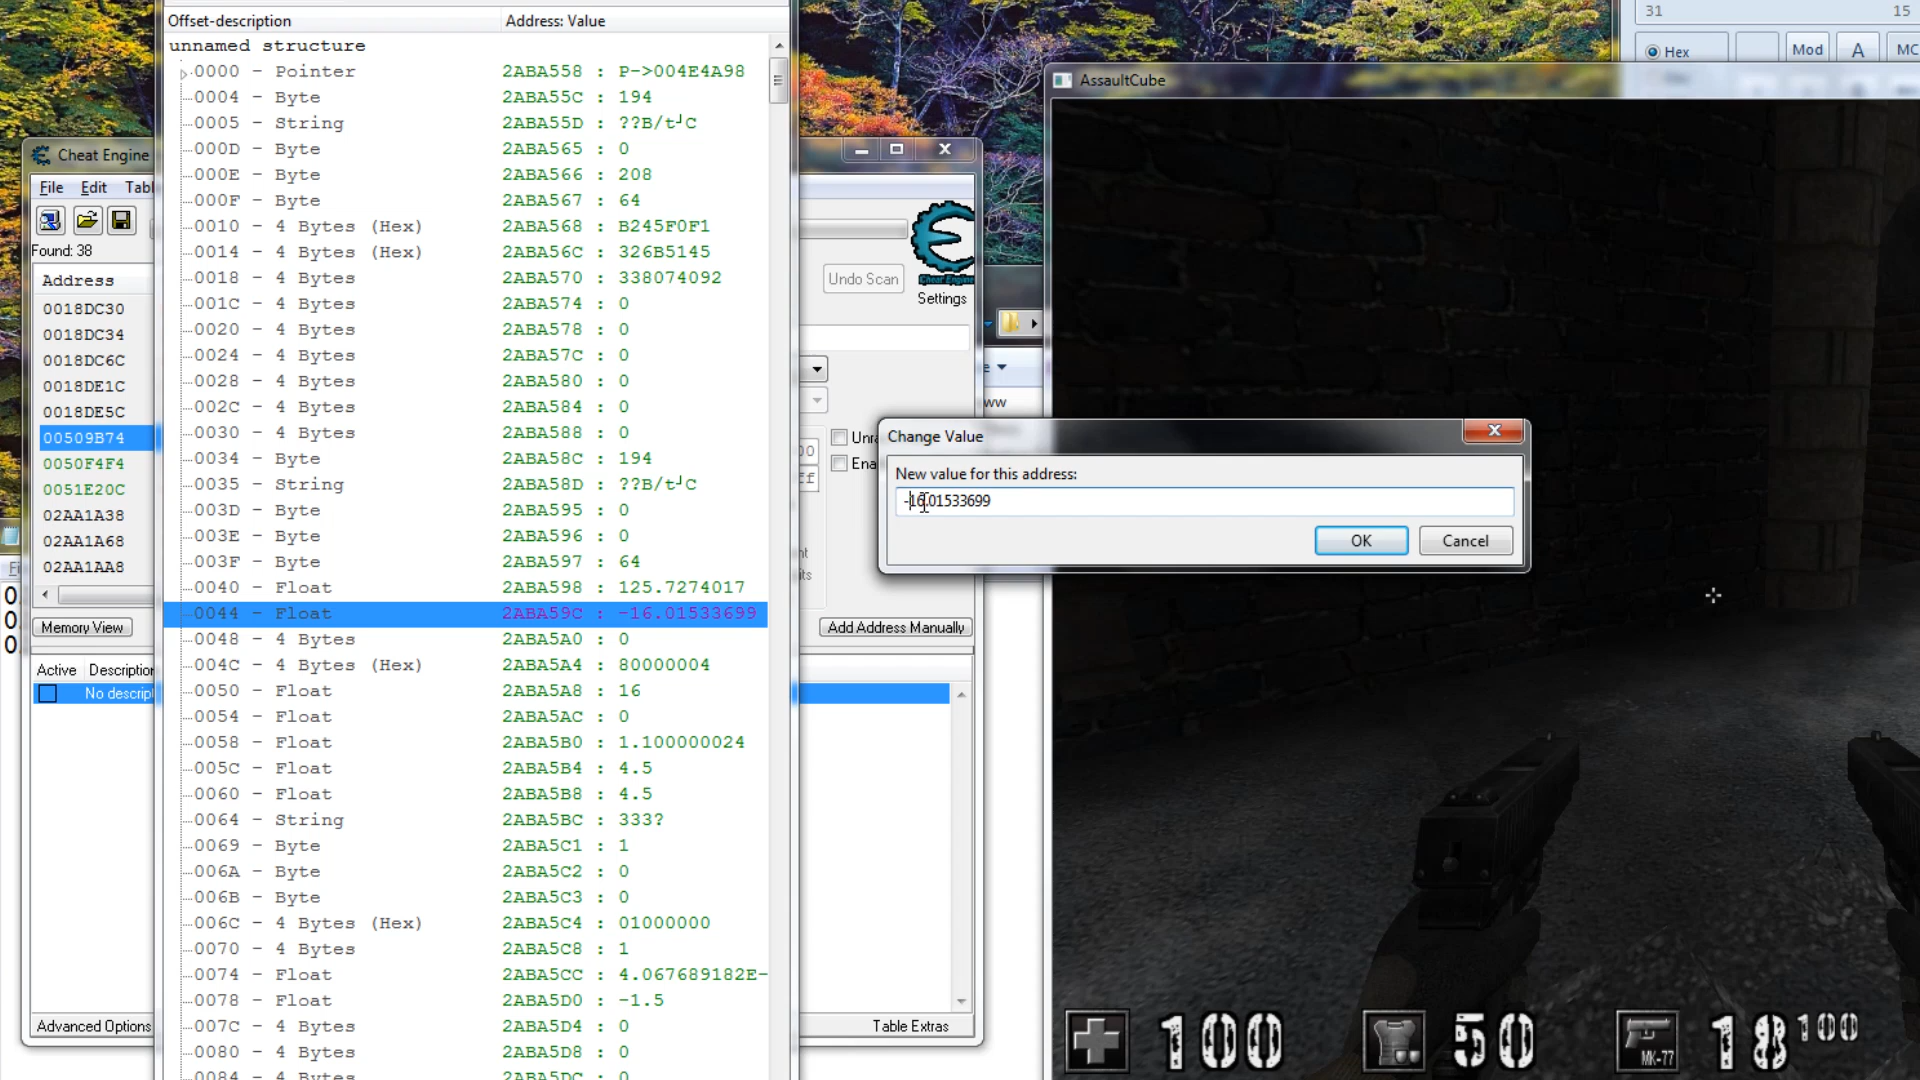 Offset-description Address: Value
unnamed structure
0000 - Pointer 2ABA558 : P->004E4A98
0004 - Byte 2ABA55C : 194
0005 - String 2ABA55D : ??B/t┘C
000D - Byte 2ABA565 : 0
000E - Byte 2ABA566 : 208
000F - Byte 2ABA567 : 64
0010 - 4 Bytes (Hex) 2ABA568 : B245F0F1
0014 - 4 Bytes (Hex) 2ABA56C : 326B5145
0018 - 4 Bytes 2ABA570 : 338074092
001C - 4 Bytes 2ABA574 : 0
0020 - 4 Bytes 2ABA578 : 0
0024 - 4 Bytes 2ABA57C : 0
0028 - 4 Bytes 2ABA580 : 0
002C - 4 Bytes 2ABA584 : 0
0030 - 4 Bytes 2ABA588 : 0
0034 - Byte 2ABA58C : 194
0035 - String 2ABA58D : ??B/t┘C
003D - Byte 2ABA595 : 0
003E - Byte 2ABA596 : 0
003F - Byte 2ABA597 : 64
0040 - Float 2ABA598 : 125.7274017
0044 - Float 2ABA59C : -16.01533699
0048 - 4 Bytes 2ABA5A0 : 0
004C - 4 Bytes (Hex) 2ABA5A4 : 80000004
0050 - Float 2ABA5A8 : 16
0054 - Float 2ABA5AC : 0
0058 - Float 2ABA5B0 : 1.100000024
005C - Float 2ABA5B4 : 4.5
0060 - Float 2ABA5B8 : 4.5
0064 - String 2ABA5BC : 333?
0069 - Byte 2ABA5C1 : 1
006A - Byte 2ABA5C2 : 0
006B - Byte 2ABA5C3 : 0
006C - 4 Bytes (Hex) 2ABA5C4 : 01000000
0070 - 4 Bytes 2ABA5C8 : 1
0074 - Float 2ABA5CC : 4.067689182E-
0078 - Float 2ABA5D0 : -1.5
007C - 4 Bytes 2ABA5D4 : 0
0080 - 4 Bytes 2ABA5D8 : 0
0084 - 4 Bytes 2ABA5DC : 0
Cheat Engine
File Edit Tabl
Found: 38
Address
0018DC30
0018DC34
0018DC6C
0018DE1C
0018DE5C
00509B74
0050F4F4
0051E20C
02AA1A38
02AA1A68
02AA1AA8
Memory View
Active Description
No descript
Advanced Options
Undo Scan
Cheat Engine
Settings
Add Address Manually
Table Extras
31 15
Hex Mod A MC
AssaultCube
Change Value
New value for this address:
-16.01533699
OK Cancel
100 50 MK-77 18 100